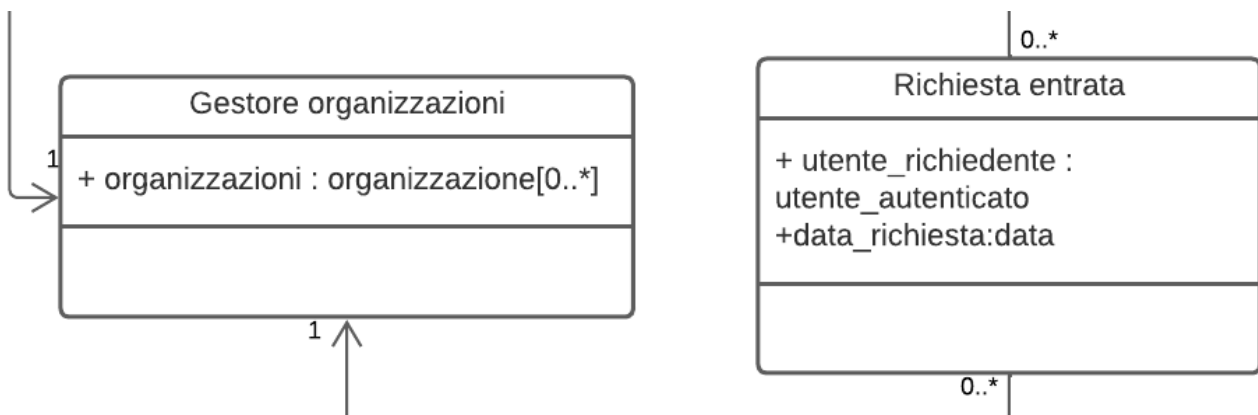 0..*
Gestore organizzazioni
Richiesta entrata
1
+ organizzazioni : organizzazione[0..*]
+ utente_richiedente :
utente_autenticato
+data_richiesta:data
1
0..*